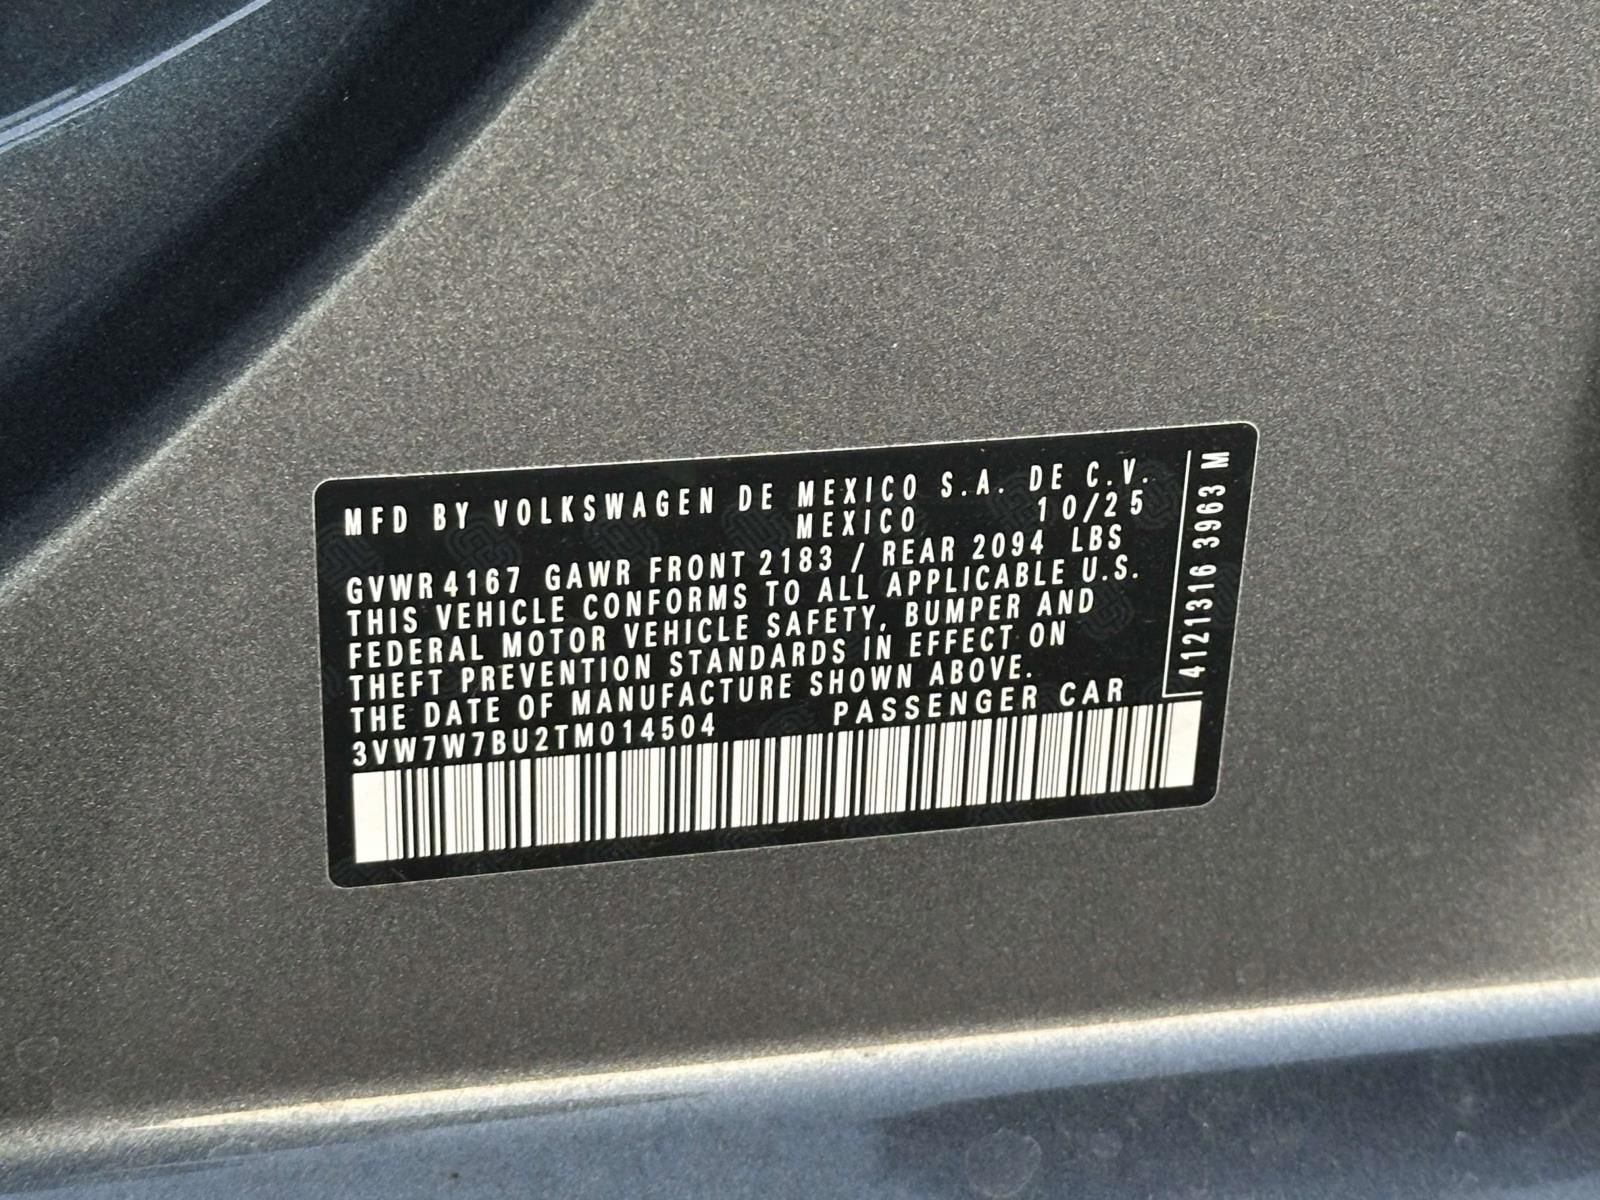 MFD BY VOLKSWAGEN DE MEXICO S.A. DE C.V.
MEXICO 10/25
GVWR 4167 GAWR FRONT 2183 / REAR 2094 LBS
THIS VEHICLE CONFORMS TO ALL APPLICABLE U.S.
FEDERAL MOTOR VEHICLE SAFETY, BUMPER AND
THEFT PREVENTION STANDARDS IN EFFECT ON
THE DATE OF MANUFACTURE SHOWN ABOVE.
3VW7W7BU2TM014504 PASSENGER CAR
4121316 3963 M